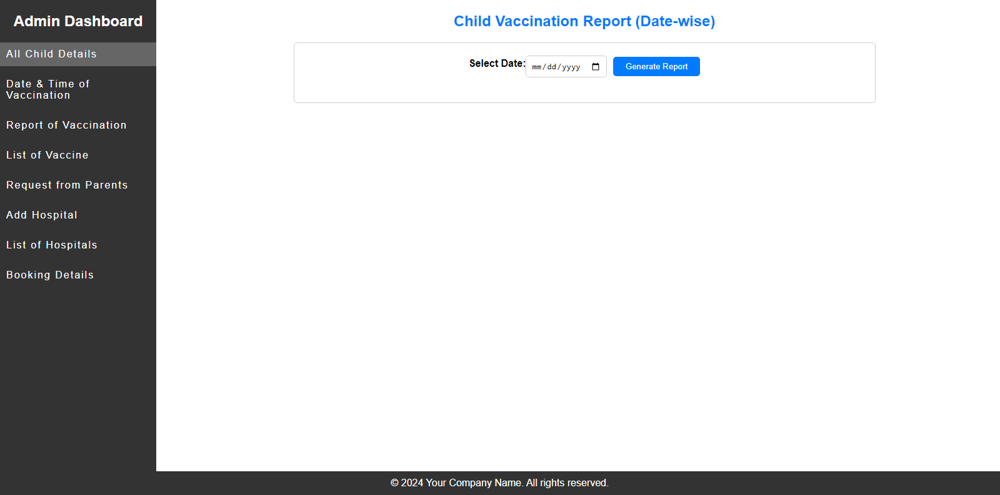 Admin Dashboard
All Child Details
Date & Time of
Vaccination
Report of Vaccination
List of Vaccine
Request from Parents
Add Hospital
List of Hospitals
Booking Details
Child Vaccination Report (Date-wise)
Select Date: mm/dd/yyyy Generate Report
© 2024 Your Company Name. All rights reserved.